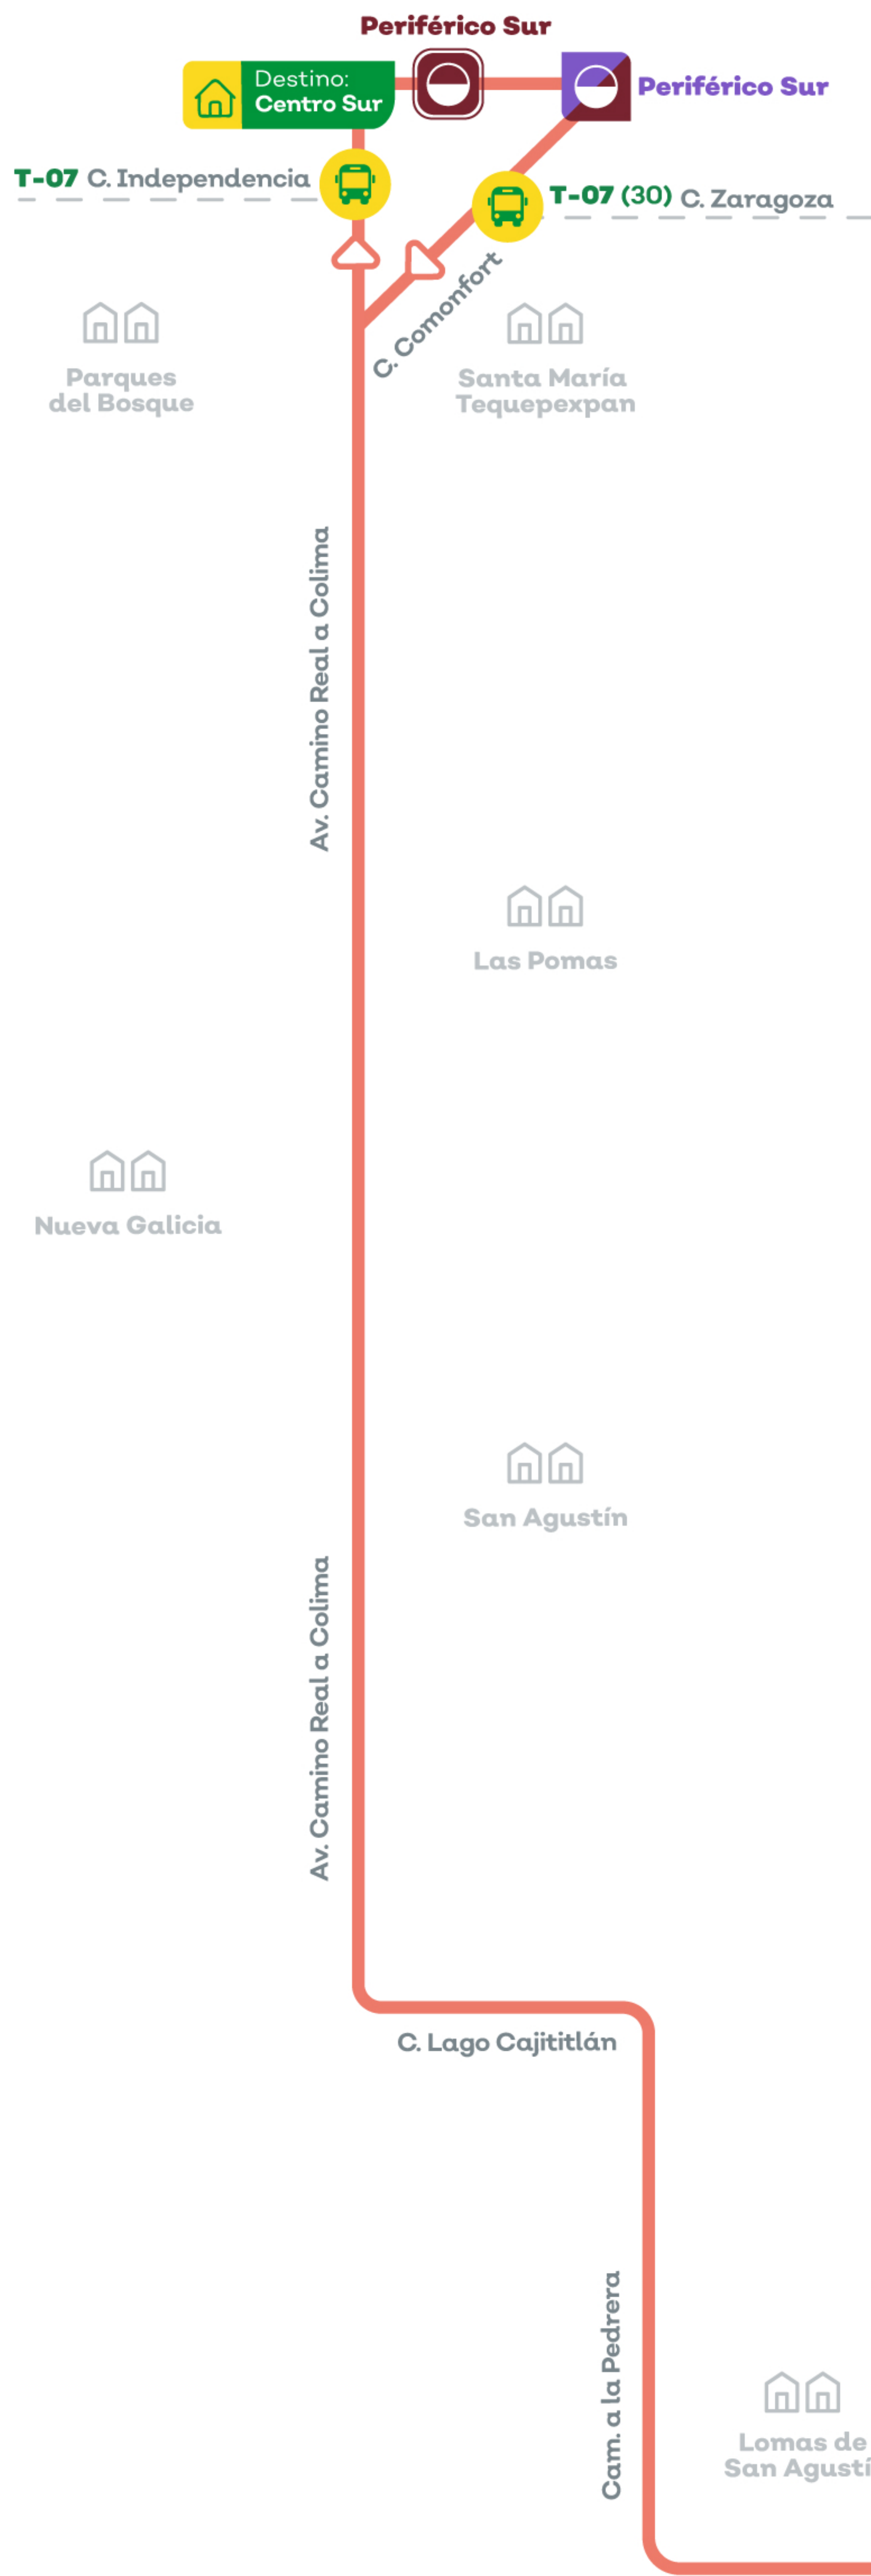 Periférico Sur
Destino:
Centro Sur
Periférico Sur
T-07 C. Independencia
T-07 (30) C. Zaragoza
C. Comonfort
Parques
del Bosque
Santa María
Tequepexpan
Av. Camino Real a Colima
Las Pomas
Nueva Galicia
San Agustín
Av. Camino Real a Colima
C. Lago Cajititlán
Cam. a la Pedrera
Lomas de
San Agustí